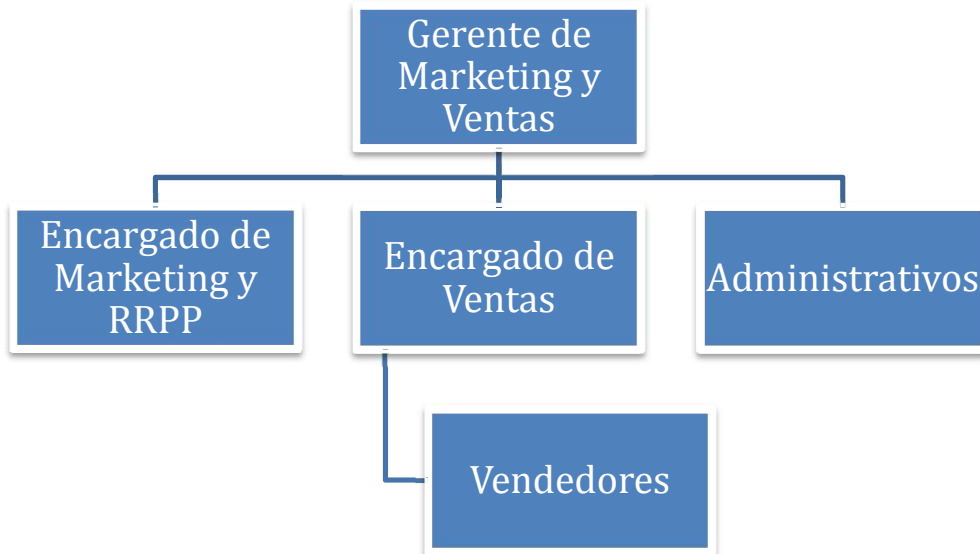 Gerente de
Marketing y
Ventas
Encargado de
Marketing y
RRPP
Encargado de
Ventas
Administrativos
Vendedores